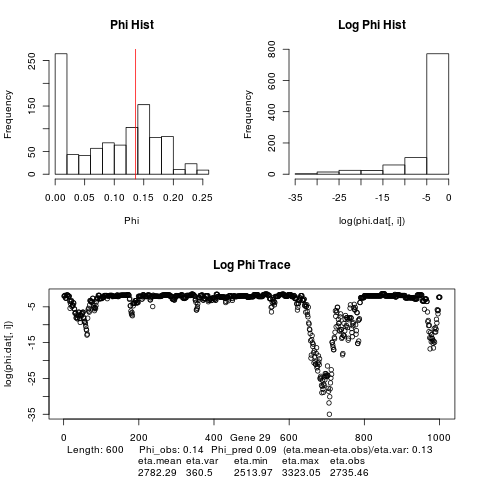 Phi Hist
Log Phi Hist
Frequency
0 50 150 250
0.00 0.05 0.10 0.15 0.20 0.25
Phi
Frequency
0 200 400 600 800
-35 -25 -15 -5 0
log(phi.dat[, i])
Log Phi Trace
log(phi.dat[, i])
-35 -25 -15 -5
0 200 400 600 800 1000
Gene 29
Length: 600 Phi_obs: 0.14 Phi_pred 0.09 (eta.mean-eta.obs)/eta.var: 0.13
eta.mean eta.var eta.min eta.max eta.obs
2782.29 360.5 2513.97 3323.05 2735.46